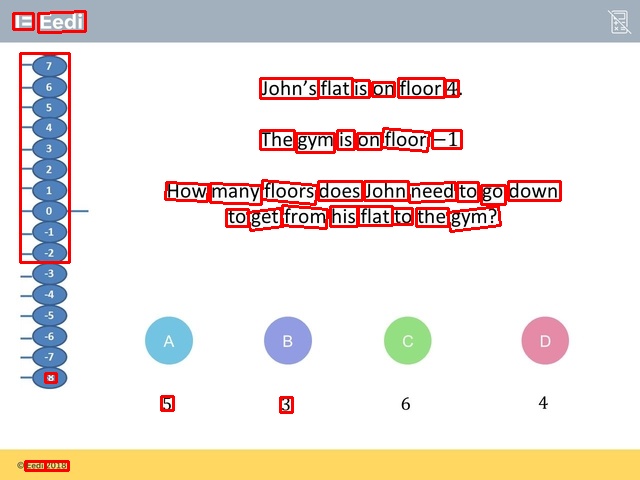 Eedi
7
6
5
4
3
2
1
0
-1
-2
-3
-4
-5
-6
-7
John's flat is on floor 4.
The gym is on floor −1
How many floors does John need to go down
to get from his flat to the gym?
A B C D
5 3 6 4
© Eedi 2018